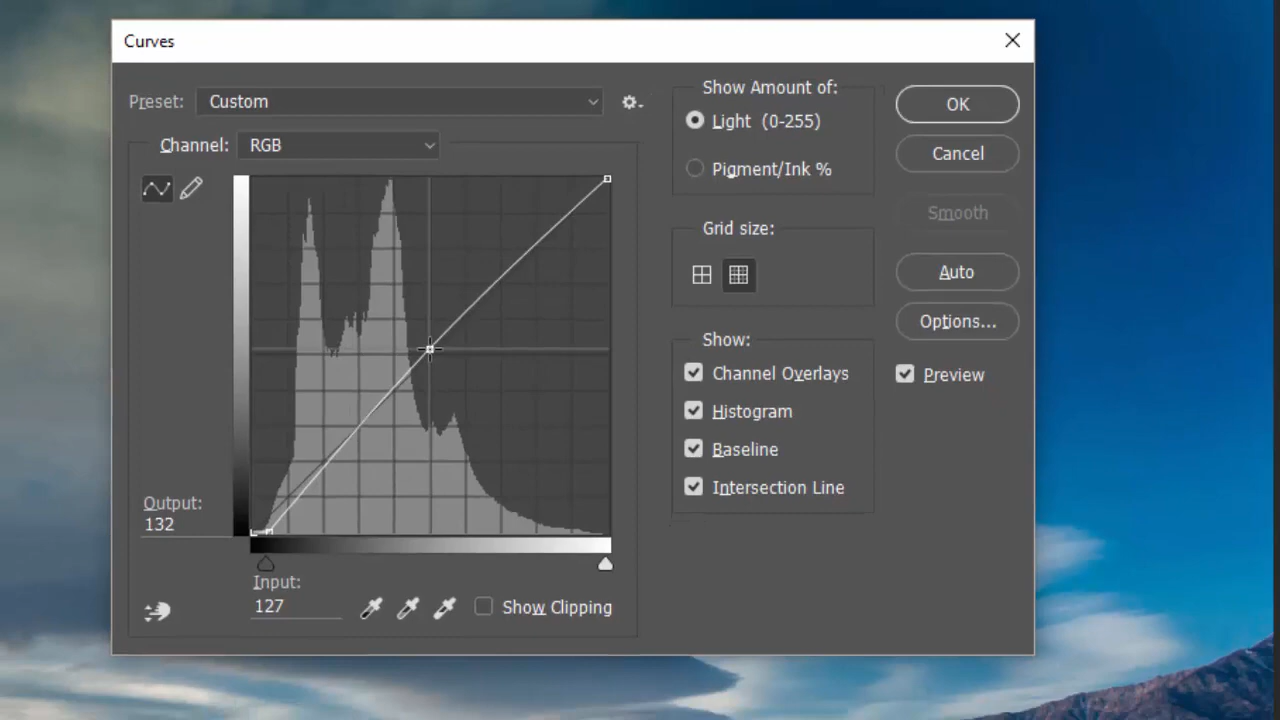 Curves
Preset: Custom
Channel: RGB
Output:
132
Input:
127
Show Clipping
Show Amount of:
Light (0-255)
Pigment/Ink %
Grid size:
Show:
Channel Overlays
Histogram
Baseline
Intersection Line
OK
Cancel
Smooth
Auto
Options...
Preview